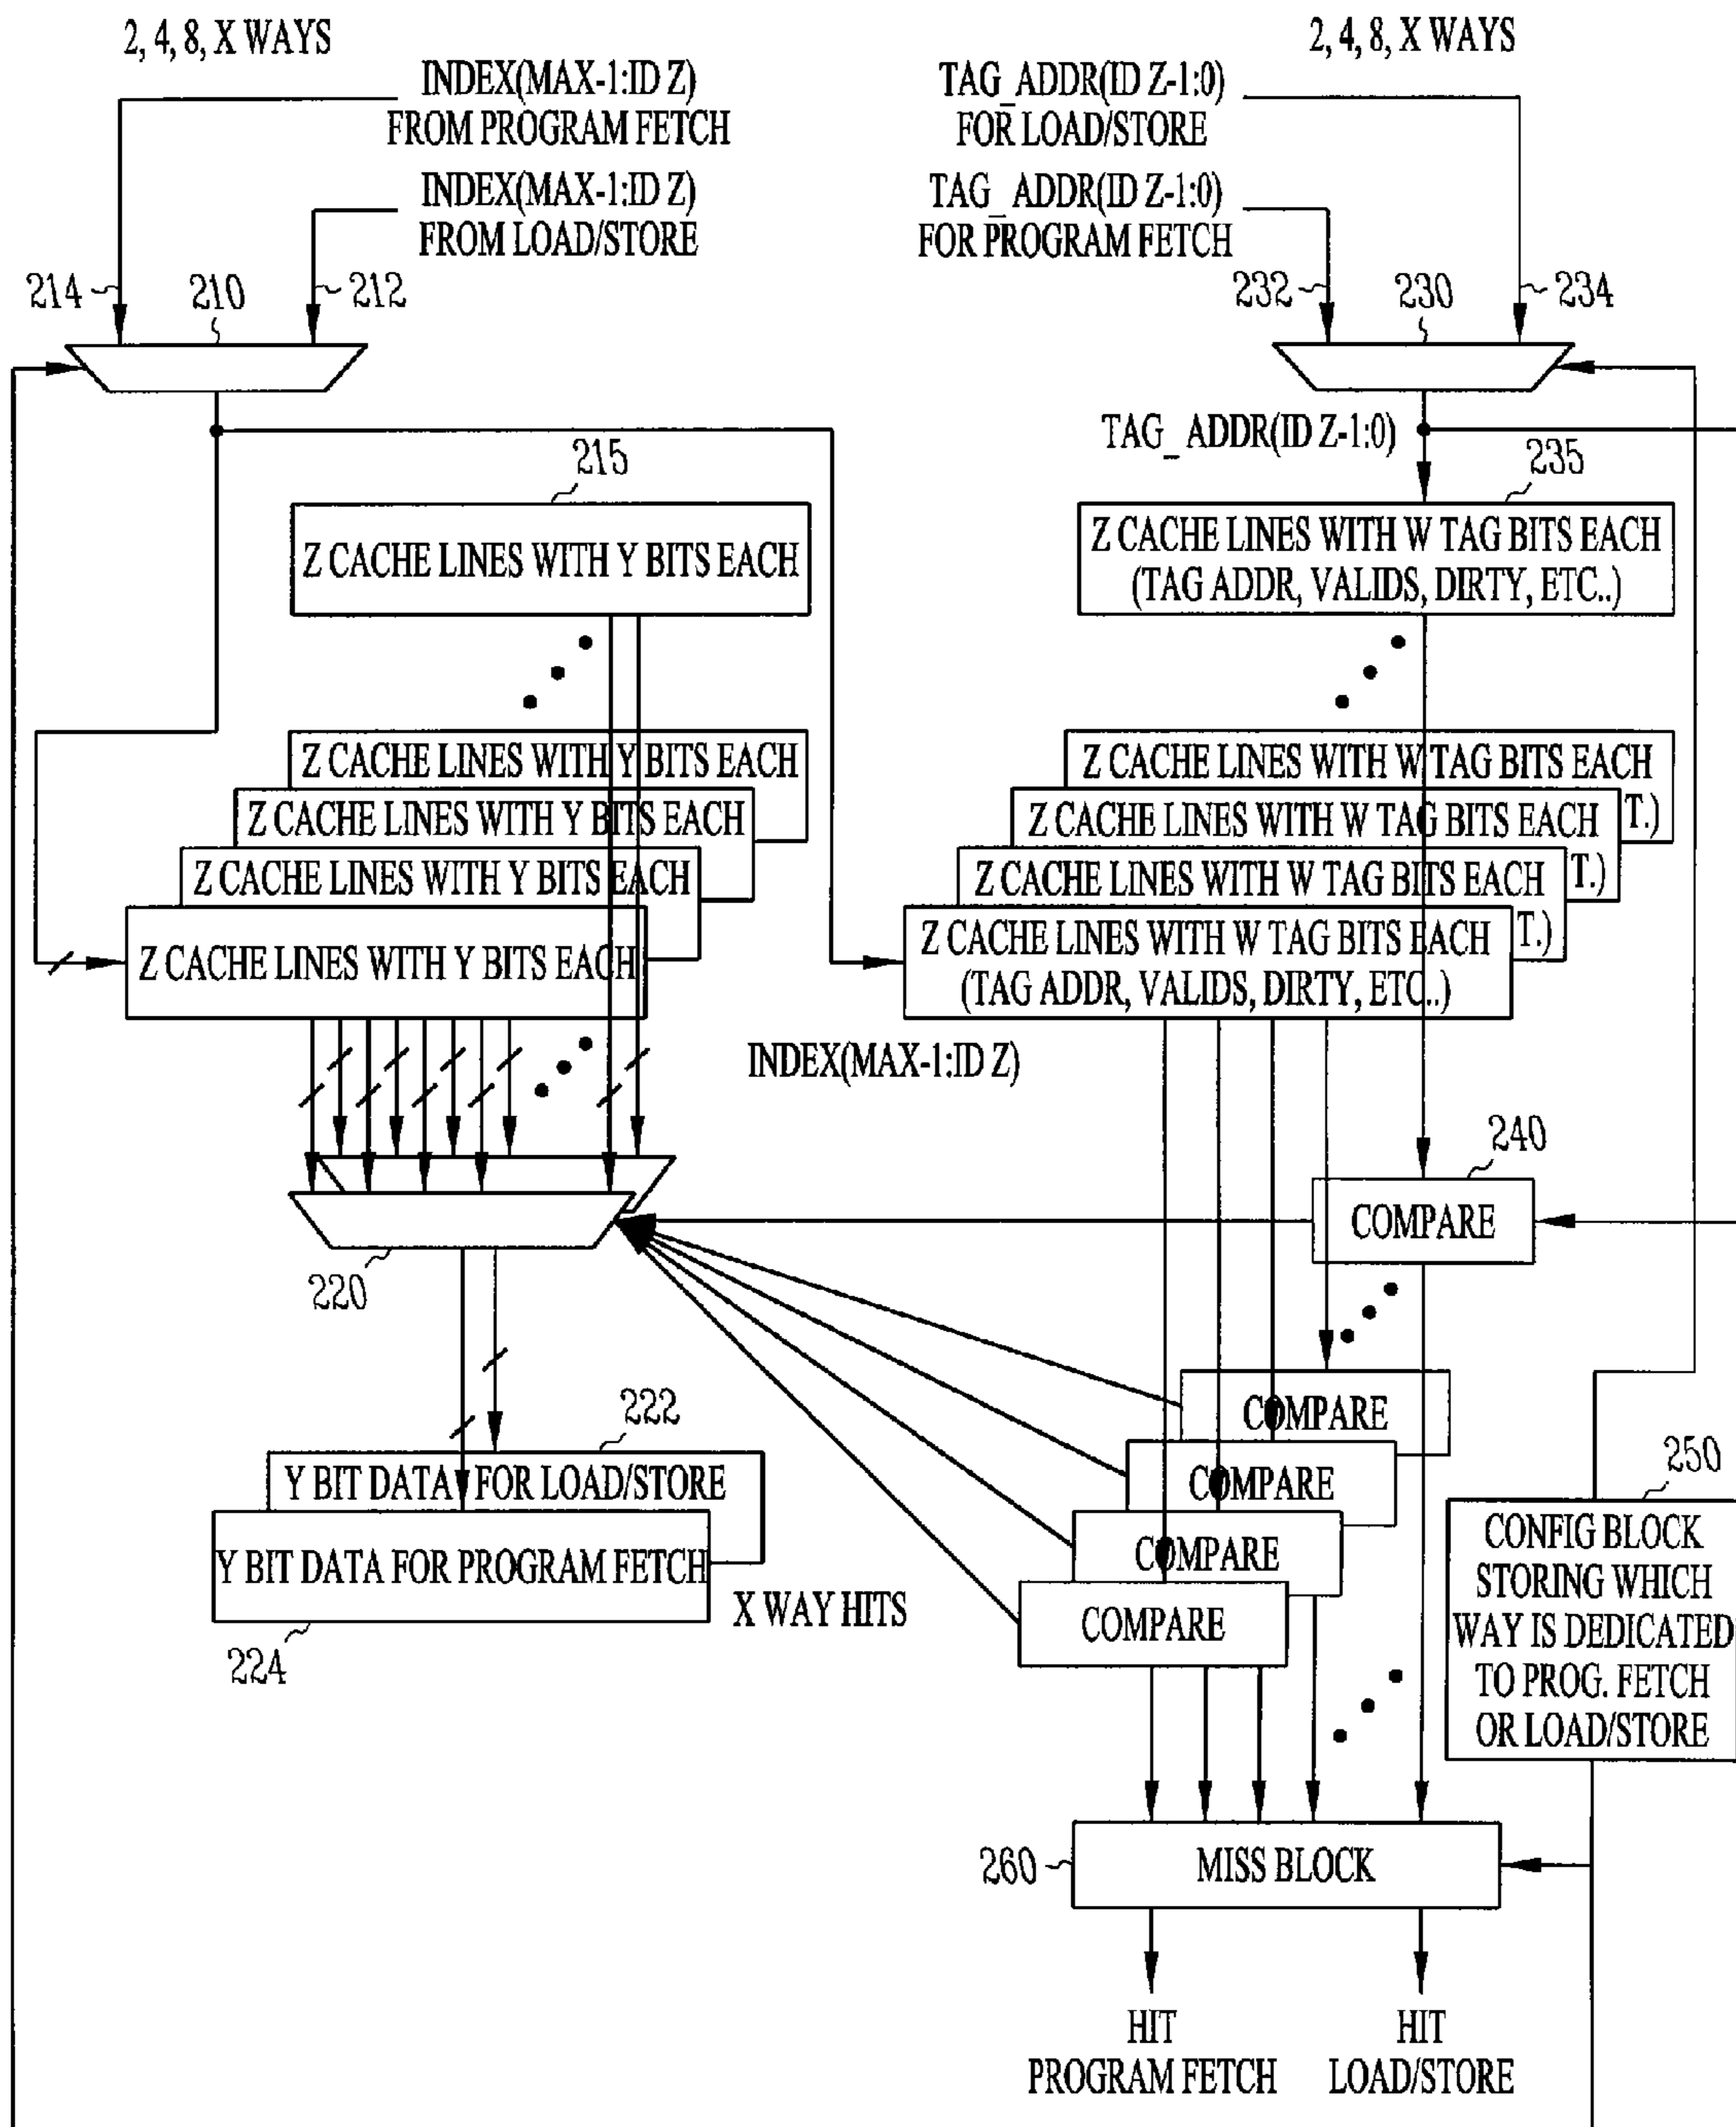 2, 4, 8, X WAYS
2, 4, 8, X WAYS
INDEX(MAX-1:ID Z)
FROM PROGRAM FETCH
INDEX(MAX-1:ID Z)
FROM LOAD/STORE
TAG_ADDR(ID Z-1:0)
FOR LOAD/STORE
TAG_ADDR(ID Z-1:0)
FOR PROGRAM FETCH
214
210
212
232
230
234
TAG_ADDR(ID Z-1:0)
215
235
Z CACHE LINES WITH Y BITS EACH
Z CACHE LINES WITH W TAG BITS EACH
(TAG ADDR, VALIDS, DIRTY, ETC..)
Z CACHE LINES WITH Y BITS EACH
Z CACHE LINES WITH Y BITS EACH
Z CACHE LINES WITH Y BITS EACH
Z CACHE LINES WITH Y BITS EACH
Z CACHE LINES WITH W TAG BITS EACH
Z CACHE LINES WITH W TAG BITS EACH
T.)
Z CACHE LINES WITH W TAG BITS EACH
T.)
Z CACHE LINES WITH W TAG BITS EACH
T.)
(TAG ADDR, VALIDS, DIRTY, ETC..)
INDEX(MAX-1:ID Z)
240
COMPARE
220
COMPARE
COMPARE
COMPARE
COMPARE
222
Y BIT DATA FOR LOAD/STORE
Y BIT DATA FOR PROGRAM FETCH
224
X WAY HITS
250
CONFIG BLOCK
STORING WHICH
WAY IS DEDICATED
TO PROG. FETCH
OR LOAD/STORE
260
MISS BLOCK
HIT
PROGRAM FETCH
HIT
LOAD/STORE